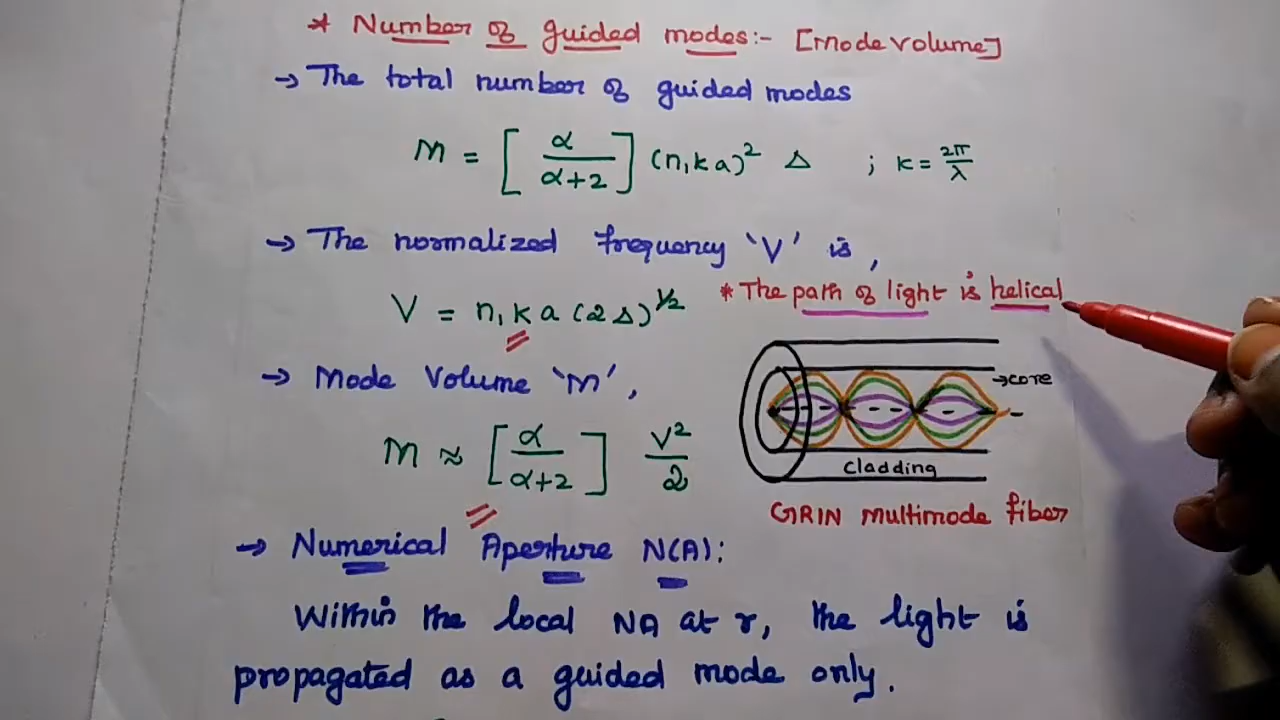 * Number of guided modes:- [Mode volume]
→ The total number of guided modes
M = [α/α+2] (n₁ka)² Δ ; K = 2π/λ
→ The normalized frequency 'V' is,
V = n₁ka(2Δ)^1/2
* The path of light is helical
→ Mode Volume 'M',
→core
M ≈ [α/α+2] V²/2
cladding
GRIN multimode fiber
→ Numerical Aperture N(A):
Within the local NA at r, the light is
propagated as a guided mode only.